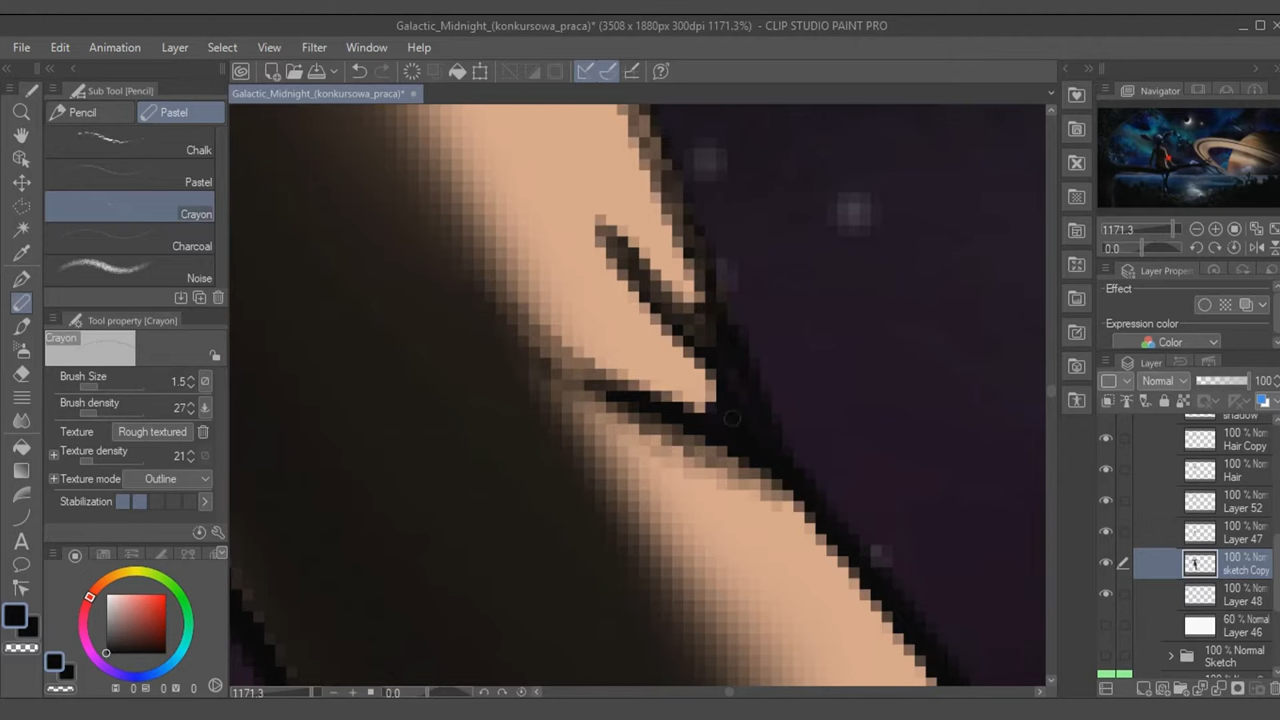 Galactic_Midnight_(konkursowa_praca)* (3508 x 1880px 300dpi 1171.3%) - CLIP STUDIO PAINT PRO
File Edit Animation Layer Select View Filter Window Help
Sub Tool [Pencil]
Galactic_Midnight_(konkursowa_praca)*
Navigator
Pencil Pastel
Chalk
Pastel
Crayon
Charcoal
Noise
1171.3
0.0
Layer Proper
Effect
Expression color
Color
Tool property [Crayon]
Crayon
Brush Size 1.5
Brush density 27
Texture Rough textured
Texture density 21
Texture mode Outline
Stabilization
Layer
Normal 100
shadow
100 % Norm
Hair Copy
100 % Norm
Hair
100 % Norm
Layer 52
100 % Norm
Layer 47
100 % Norm
sketch Copy
100 % Norm
Layer 48
60 % Normal
Layer 46
100 % Normal
Sketch
H 0 S 0 V 0
1171.3 0.0